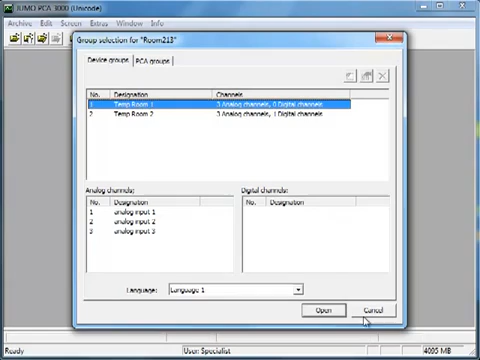 JUMO PCA 3000 (Unicode)
Archive Edit Screen Extras Window Info
Group selection for "Room213"
Device groups PCA groups
No. Designation Channels
1 Temp Room 1 3 Analog channels, 0 Digital channels
2 Temp Room 2 3 Analog channels, 1 Digital channels
Analog channels: Digital channels:
No. Designation No. Designation
1 analog input 1
2 analog input 2
3 analog input 3
Language: Language 1
Open Cancel
Ready User: Specialist 4095 MB